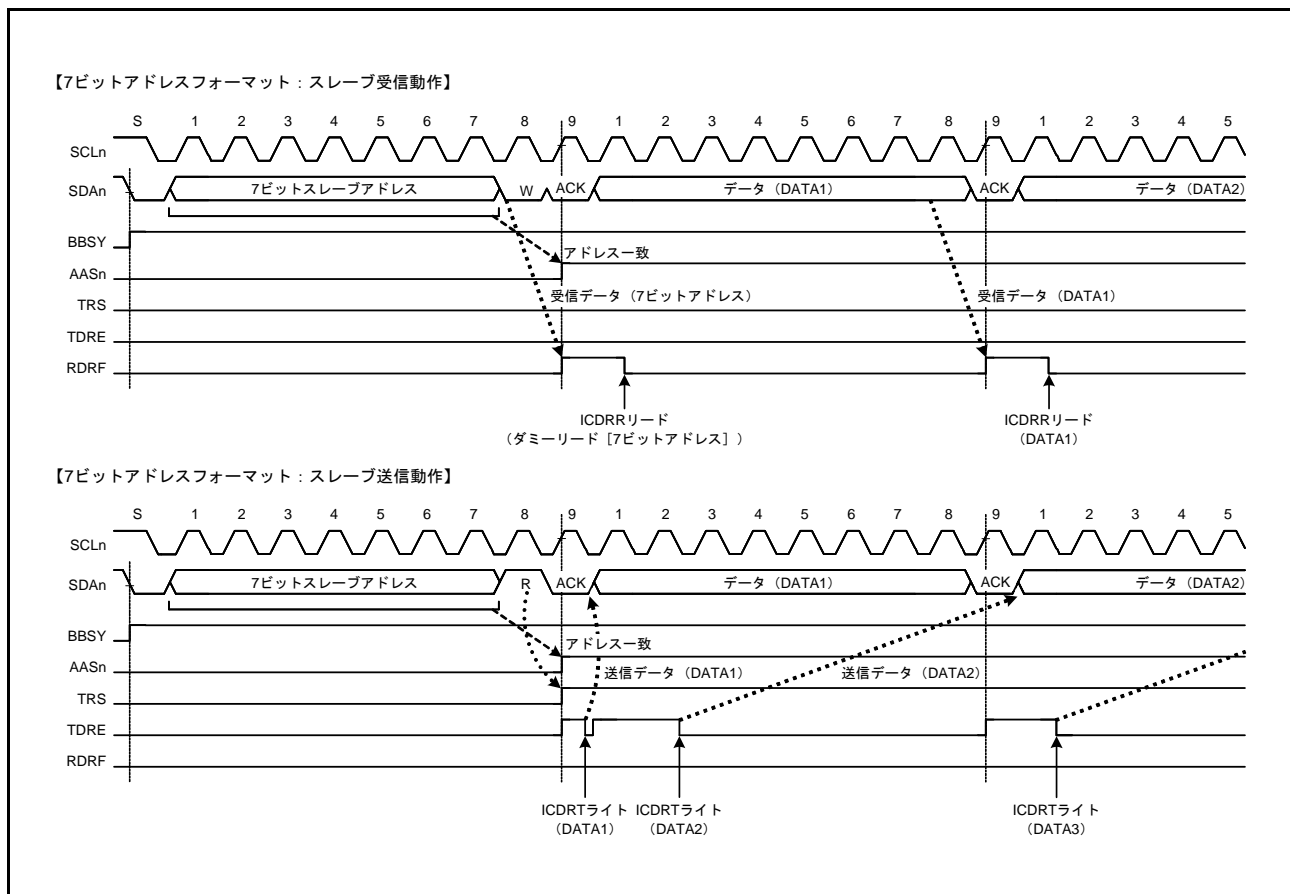 【7ビットアドレスフォーマット：スレーブ受信動作】
S 1 2 3 4 5 6 7 8 9 1 2 3 4 5 6 7 8 9 1 2 3 4 5
SCLn
SDAn 7ビットスレーブアドレス W ACK データ（DATA1） ACK データ（DATA2）
BBSY
アドレス一致
AASn
受信データ（7ビットアドレス） 受信データ（DATA1）
TRS
TDRE
RDRF
ICDRRリード ICDRRリード
（ダミーリード［7ビットアドレス］） （DATA1）
【7ビットアドレスフォーマット：スレーブ送信動作】
S 1 2 3 4 5 6 7 8 9 1 2 3 4 5 6 7 8 9 1 2 3 4 5
SCLn
SDAn 7ビットスレーブアドレス R ACK データ（DATA1） ACK データ（DATA2）
BBSY
アドレス一致
AASn
送信データ（DATA1） 送信データ（DATA2）
TRS
TDRE
RDRF
ICDRTライト ICDRTライト ICDRTライト
（DATA1） （DATA2） （DATA3）